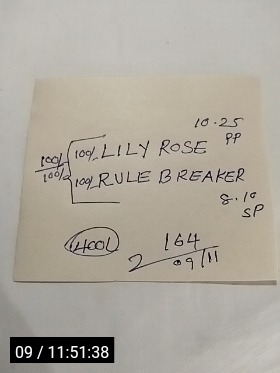 10.25
PP
100/- LILY ROSE
100/-
100/-
100/- RULE BREAKER
8.10
SP
400/-
164
2 09/11
09 / 11:51:38